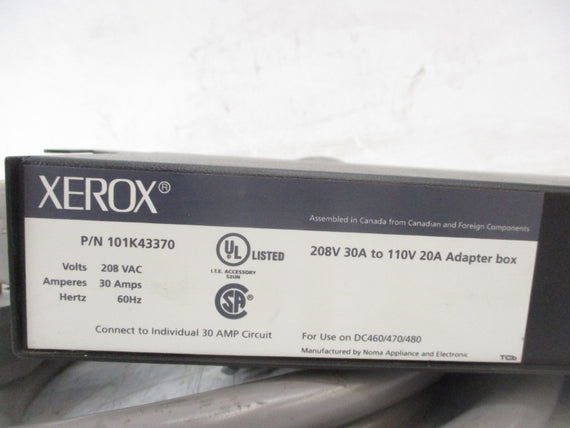 XEROX®
Assembled in Canada from Canadian and Foreign Components
P/N 101K43370
UL LISTED
I.T.E. ACCESSORY
52UN
208V 30A to 110V 20A Adapter box
Volts 208 VAC
Amperes 30 Amps
Hertz 60Hz
SA
Connect to Individual 30 AMP Circuit
For Use on DC460/470/480
Manufactured by Noma Appliance and Electronic